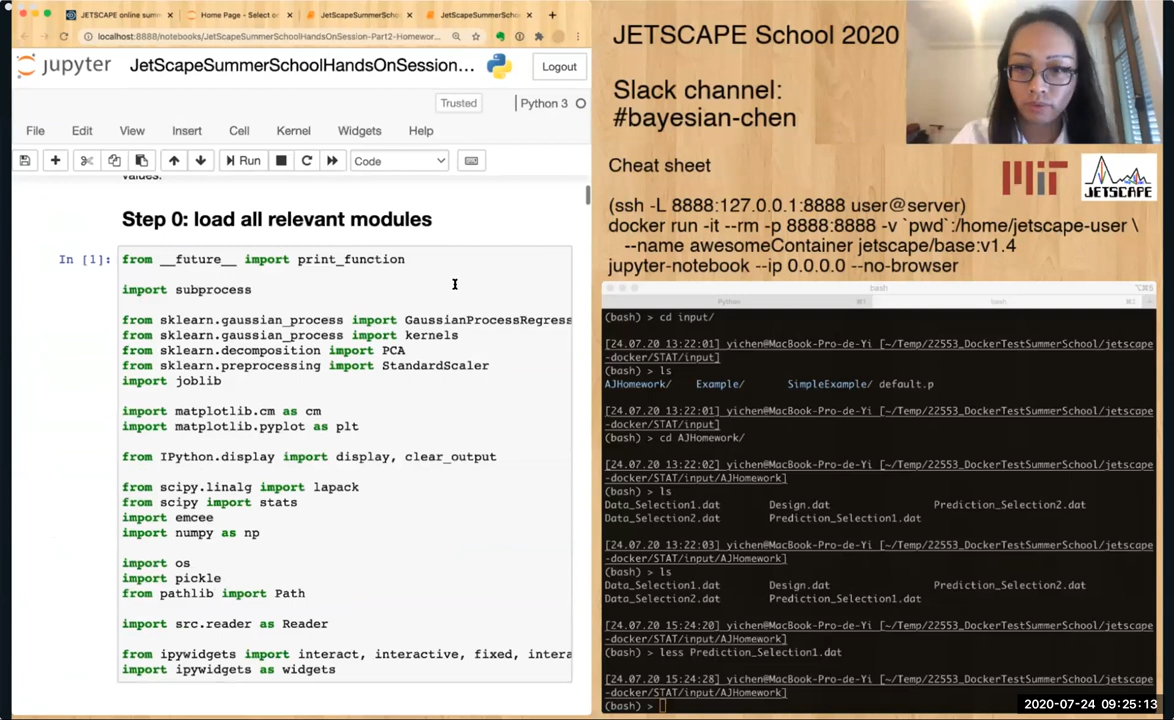 JETSCAPE online summ
Home Page - Select or
JetScapeSummerSchoo
JetScapeSummerSchoo
localhost:8888/notebooks/JetScapeSummerSchoolHandsOnSession-Part2-Homewor...
jupyter
JetScapeSummerSchoolHandsOnSession...
Logout
Trusted
Python 3
File Edit View Insert Cell Kernel Widgets Help
Run
Code
values.
Step 0: load all relevant modules
In [1]:
from __future__ import print_function
import subprocess
from sklearn.gaussian_process import GaussianProcessRegress
from sklearn.gaussian_process import kernels
from sklearn.decomposition import PCA
from sklearn.preprocessing import StandardScaler
import joblib
import matplotlib.cm as cm
import matplotlib.pyplot as plt
from IPython.display import display, clear_output
from scipy.linalg import lapack
from scipy import stats
import emcee
import numpy as np
import os
import pickle
from pathlib import Path
import src.reader as Reader
from ipywidgets import interact, interactive, fixed, intera
import ipywidgets as widgets
JETSCAPE School 2020
Slack channel:
#bayesian-chen
Cheat sheet
MIT
JETSCAPE
(ssh -L 8888:127.0.0.1:8888 user@server)
docker run -it --rm -p 8888:8888 -v `pwd`:/home/jetscape-user \
--name awesomeContainer jetscape/base:v1.4
jupyter-notebook --ip 0.0.0.0 --no-browser
bash
Python
bash
(bash) > cd input/
[24.07.20 13:22:01] yichen@MacBook-Pro-de-Yi [~/Temp/22553_DockerTestSummerSchool/jetscape
-docker/STAT/input]
(bash) > ls
AJHomework/ Example/ SimpleExample/ default.p
[24.07.20 13:22:01] yichen@MacBook-Pro-de-Yi [~/Temp/22553_DockerTestSummerSchool/jetscape
-docker/STAT/input]
(bash) > cd AJHomework/
[24.07.20 13:22:02] yichen@MacBook-Pro-de-Yi [~/Temp/22553_DockerTestSummerSchool/jetscape
-docker/STAT/input/AJHomework]
(bash) > ls
Data_Selection1.dat Design.dat Prediction_Selection2.dat
Data_Selection2.dat Prediction_Selection1.dat
[24.07.20 13:22:03] yichen@MacBook-Pro-de-Yi [~/Temp/22553_DockerTestSummerSchool/jetscape
-docker/STAT/input/AJHomework]
(bash) > ls
Data_Selection1.dat Design.dat Prediction_Selection2.dat
Data_Selection2.dat Prediction_Selection1.dat
[24.07.20 15:24:20] yichen@MacBook-Pro-de-Yi [~/Temp/22553_DockerTestSummerSchool/jetscape
-docker/STAT/input/AJHomework]
(bash) > less Prediction_Selection1.dat
[24.07.20 15:24:28] yichen@MacBook-Pro-de-Yi [~/Temp/22553_DockerTestSummerSchool/jetscape
-docker/STAT/input/AJHomework]
(bash) >
2020-07-24 09:25:13